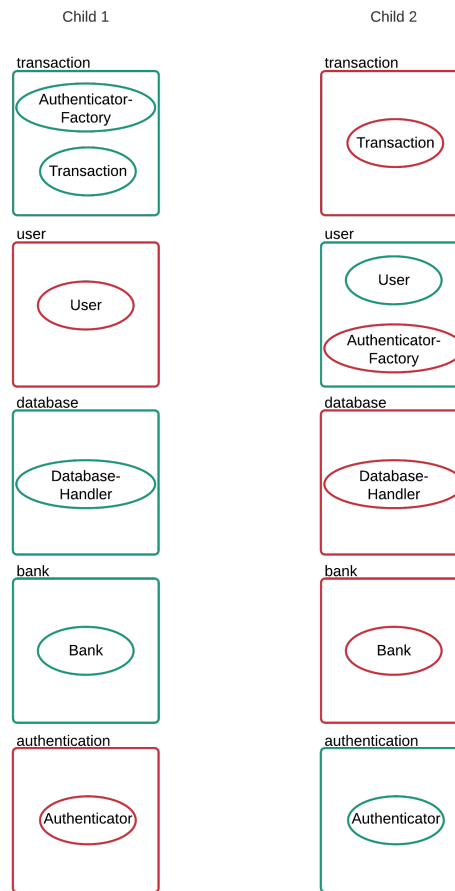 Child 1
Child 2
transaction
Authenticator-
Factory
Transaction
transaction
Transaction
user
User
user
User
Authenticator-
Factory
database
Database-
Handler
database
Database-
Handler
bank
Bank
bank
Bank
authentication
Authenticator
authentication
Authenticator